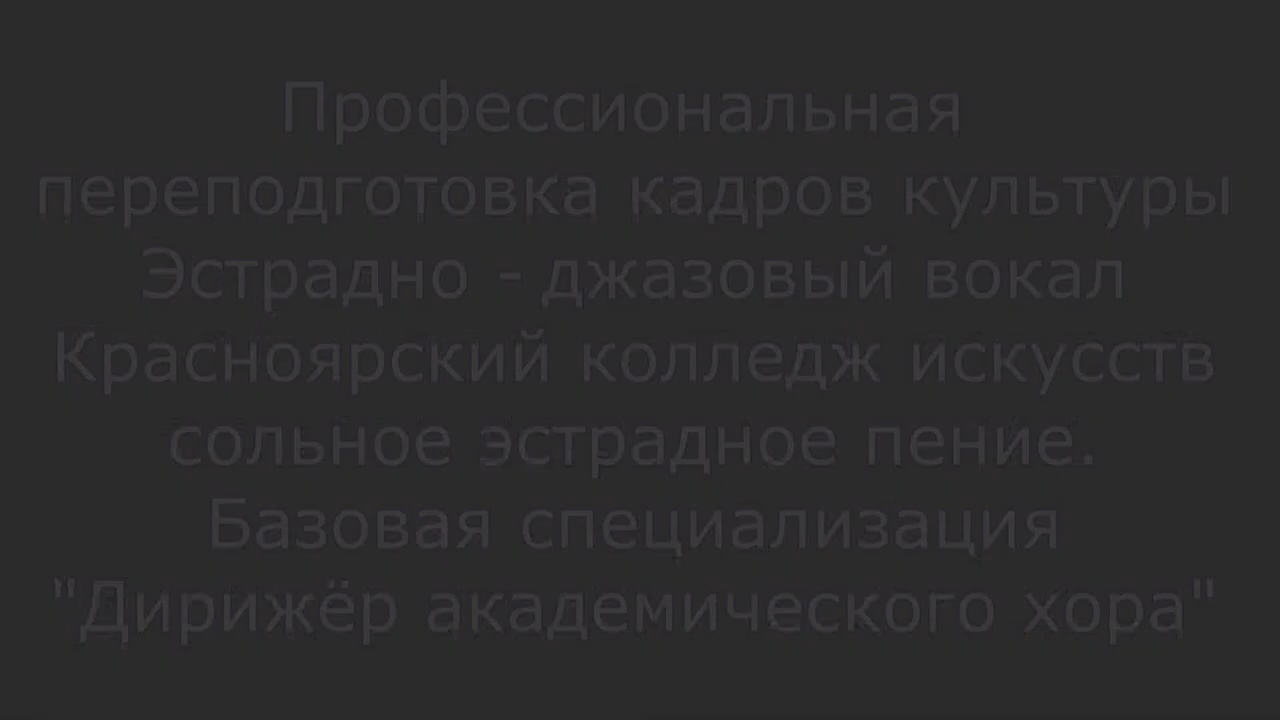 Профессиональная
переподготовка кадров культуры
Эстрадно - джазовый вокал
Красноярский колледж искусств
сольное эстрадное пение.
Базовая специализация
"Дирижёр академического хора"